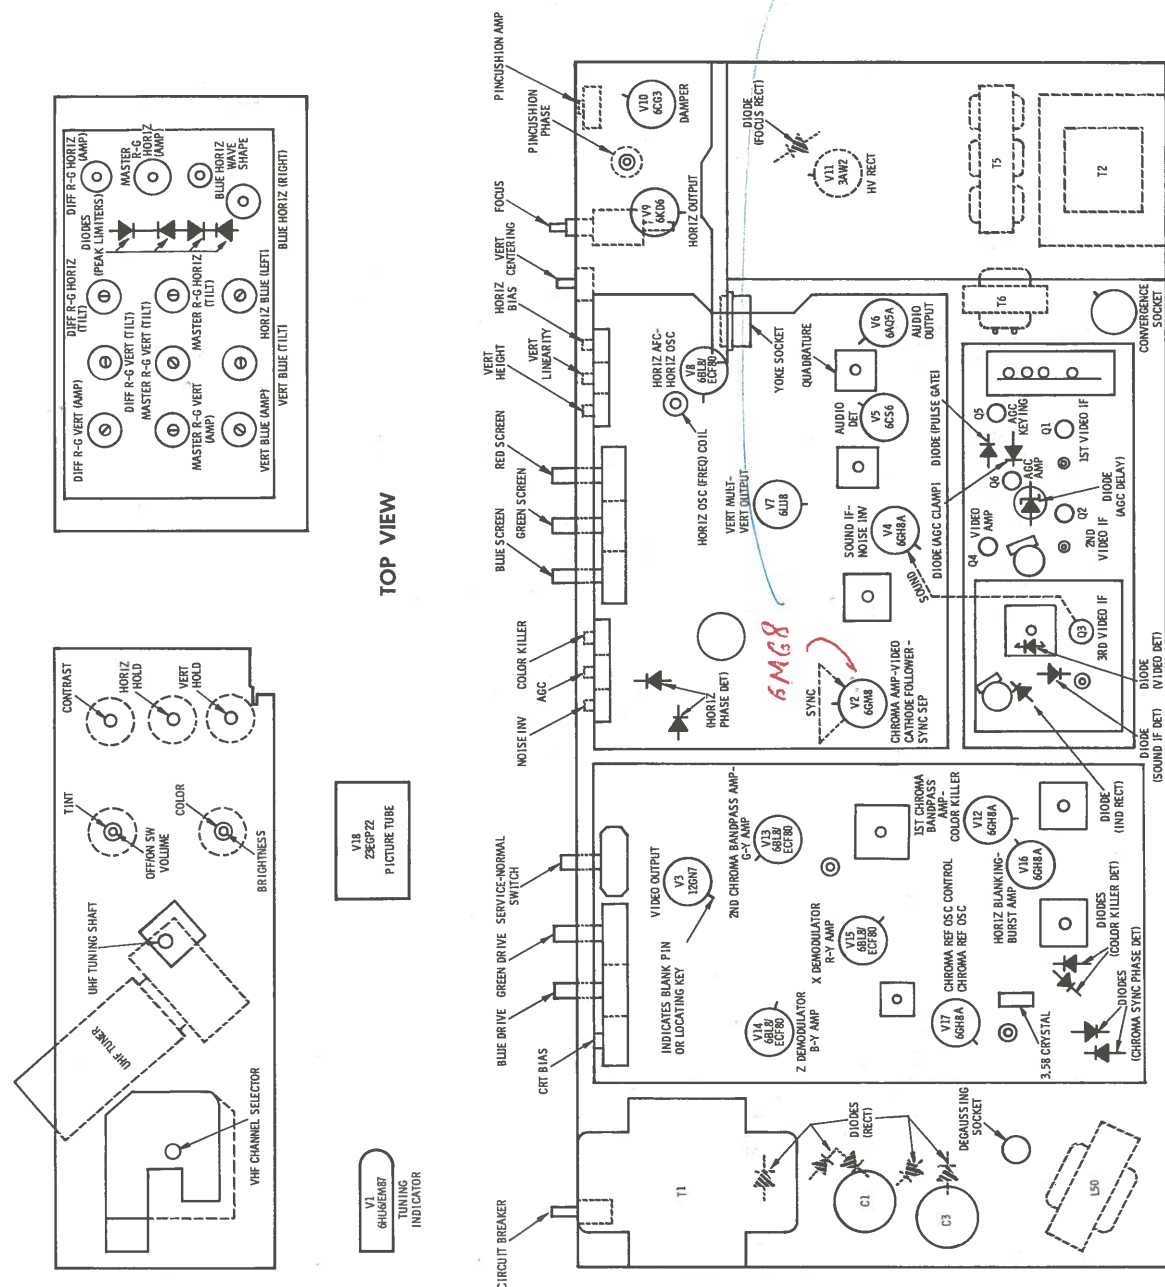 DIFF R-G HORIZ (AMP)
MASTER
R-G
HORIZ
(AMP)
BLUE HORIZ
WAVE
SHAPE
BLUE HORIZ (RIGHT)
DIODES
(PEAK LIMITERS)
DIFF R-G HORIZ
(TILT)
DIFF R-G VERT (TILT)
MASTER R-G VERT (TILT)
MASTER R-G HORIZ
(TILT)
HORIZ BLUE (LEFT)
VERT BLUE (TILT)
DIFF R-G VERT (AMP)
MASTER R-G VERT
(AMP)
VERT BLUE (AMP)
TOP VIEW
CONTRAST
HORIZ
HOLD
VERT
HOLD
TINT
OFF/ON SW
VOLUME
COLOR
BRIGHTNESS
UHF TUNING SHAFT
UHF TUNER
VHF CHANNEL SELECTOR
V18
23EGP22
PICTURE TUBE
V1
6HU6/EM87
TUNING
INDICATOR
PINCUSHION AMP
PINCUSHION
PHASE
FOCUS
VERT
CENTERING
HORIZ
BIAS
VERT
LINEARITY
VERT
HEIGHT
RED SCREEN
GREEN SCREEN
BLUE SCREEN
COLOR KILLER
AGC
NOISE INV
SERVICE-NORMAL
SWITCH
GREEN DRIVE
BLUE DRIVE
CRT BIAS
CIRCUIT BREAKER
V10
6CG3
DAMPER
V9
6KD6
HORIZ OUTPUT
DIODE
(FOCUS RECT)
V11
3AW2
HV RECT
T5
T2
T6
CONVERGENCE
SOCKET
HORIZ AFC-
HORIZ OSC
V8
6BL8/
ECF80
HORIZ OSC (FREQ) COIL
YOKE SOCKET
QUADRATURE
V6
6AQ5A
AUDIO
OUTPUT
AUDIO
DET
V5
6CS6
VERT MULT-
VERT OUTPUT
V7
6LU8
SOUND IF-
NOISE INV
V4
6GH8A
SOUND
DIODE (PULSE GATE)
DIODE (AGC CLAMP)
Q5
AGC
KEYING
Q1
1ST VIDEO IF
Q6
AGC
AMP
DIODE
(AGC DELAY)
Q4
VIDEO
AMP
Q2
2ND
VIDEO IF
Q3
3RD VIDEO IF
DIODE
(VIDEO DET)
DIODE
(SOUND IF DET)
DIODE
(IND RECT)
(HORIZ
PHASE DET)
6MG8
SYNC
V2
6GM8
CHROMA AMP-VIDEO
CATHODE FOLLOWER-
SYNC SEP
VIDEO OUTPUT
V3
12GN7
INDICATES BLANK PIN
OR LOCATING KEY
2ND CHROMA BANDPASS AMP-
G-Y AMP
V13
6BL8/
ECF80
1ST CHROMA
BANDPASS
AMP-
COLOR KILLER
V12
6GH8A
X DEMODULATOR
R-Y AMP
V15
6BL8/
ECF80
HORIZ BLANKING-
BURST AMP
V16
6GH8A
Z DEMODULATOR
B-Y AMP
V14
6BL8/
ECF80
CHROMA REF OSC CONTROL
CHROMA REF OSC
V17
6GH8A
3.58 CRYSTAL
DIODES
(COLOR KILLER DET)
DIODES
(CHROMA SYNC PHASE DET)
T1
DIODES
(RECT)
C1
C3
DEGAUSSING
SOCKET
L50